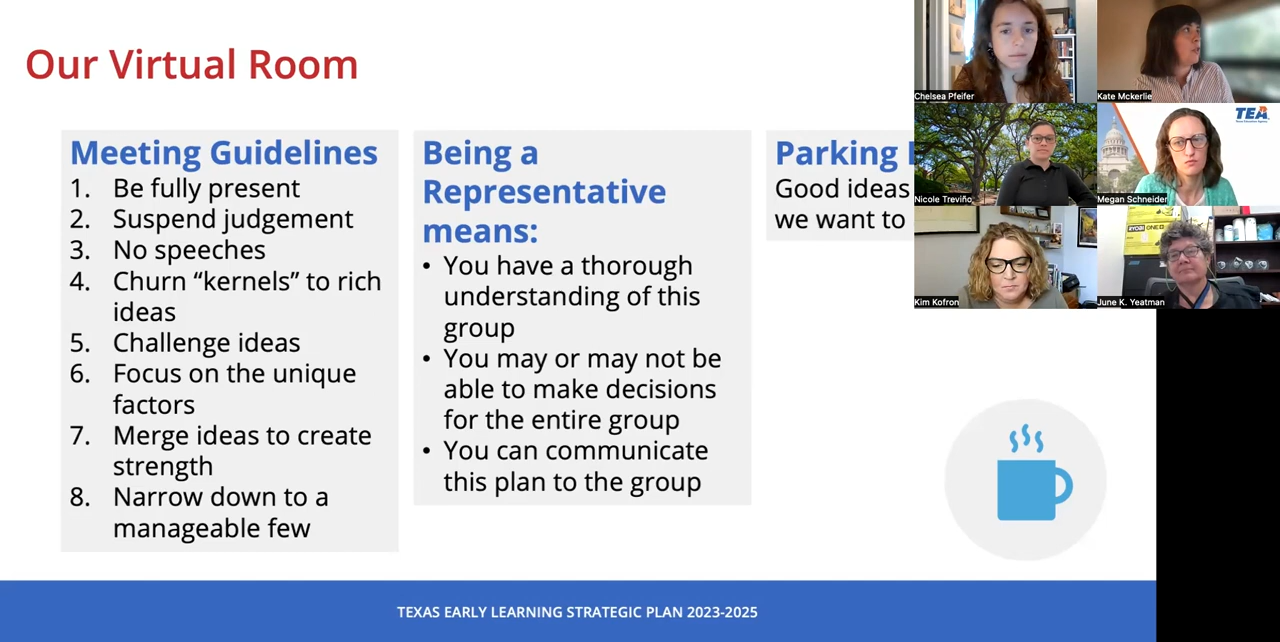 Our Virtual Room
Meeting Guidelines
1. Be fully present
2. Suspend judgement
3. No speeches
4. Churn “kernels” to rich
ideas
5. Challenge ideas
6. Focus on the unique
factors
7. Merge ideas to create
strength
8. Narrow down to a
manageable few
Being a
Representative
means:
• You have a thorough
understanding of this
group
• You may or may not be
able to make decisions
for the entire group
• You can communicate
this plan to the group
Parking
Good ideas
we want to
Chelsea Pfeifer
Kate Mckerlie
TEA
Nicole Treviño
Megan Schneider
RYOBI ONE
Kim Kofron
June K. Yeatman
TEXAS EARLY LEARNING STRATEGIC PLAN 2023-2025